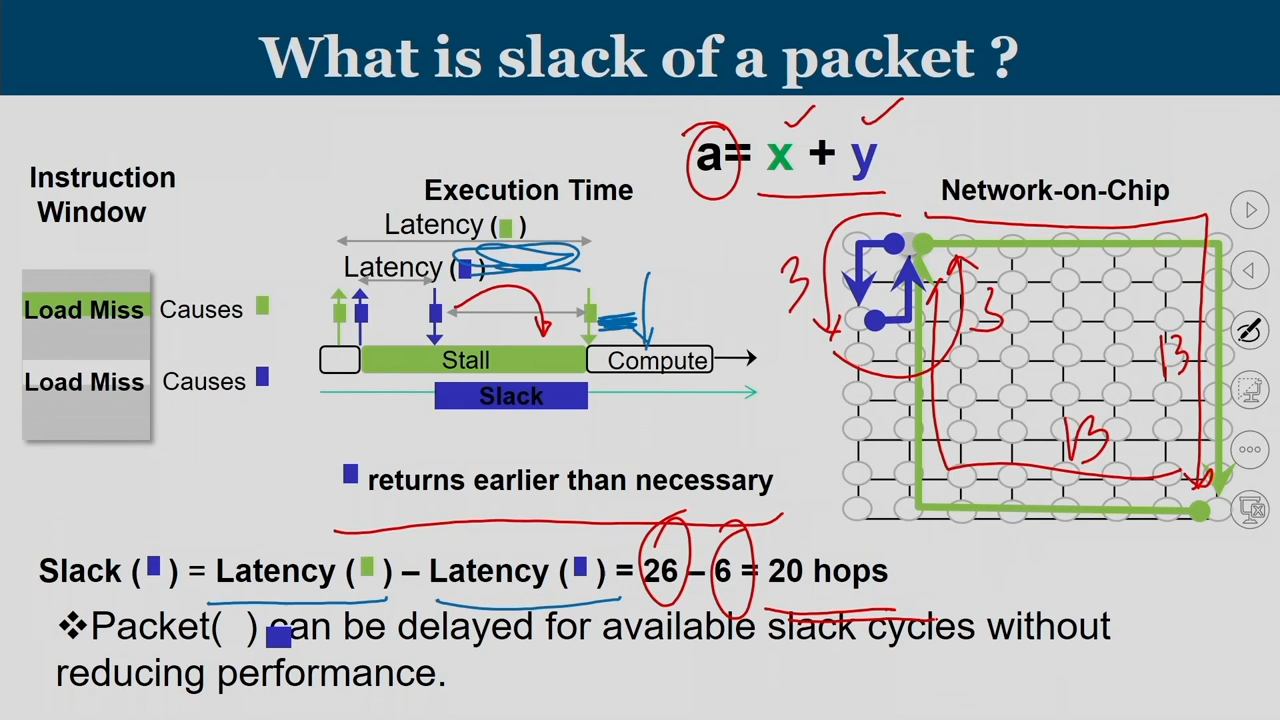 What is slack of a packet ?
a= x + y
Instruction
Window
Execution Time
Network-on-Chip
Latency ( )
Latency ( )
Load Miss Causes
Load Miss Causes
Stall
Compute
Slack
3
3
13
13
returns earlier than necessary
Slack ( ) = Latency ( ) – Latency ( ) = 26 – 6 = 20 hops
❖Packet( ) can be delayed for available slack cycles without
reducing performance.